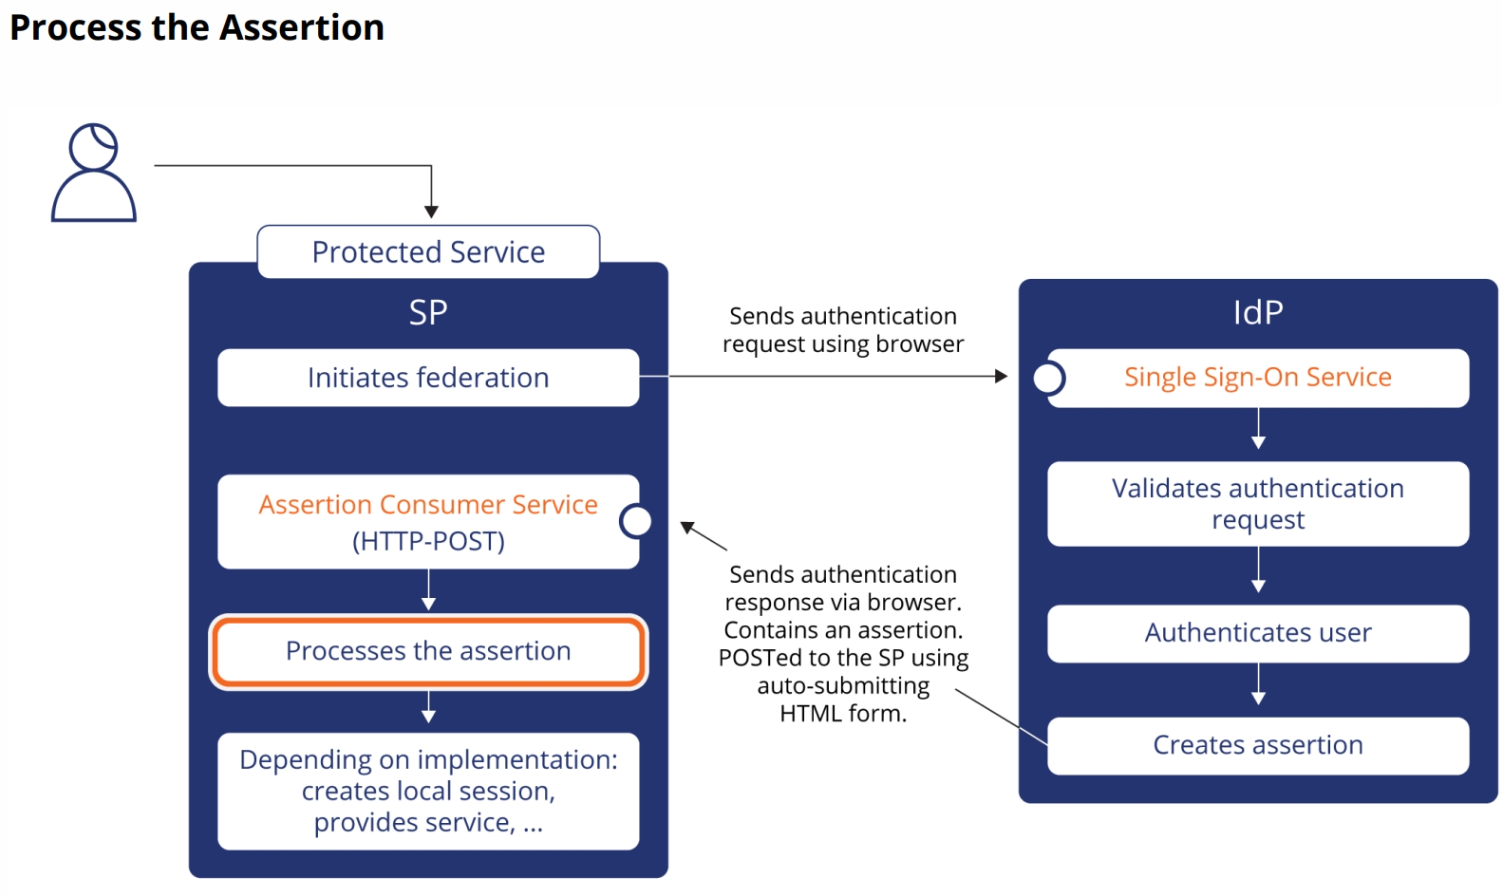 Process the Assertion
Protected Service
SP
Initiates federation
Assertion Consumer Service
(HTTP-POST)
Processes the assertion
Depending on implementation:
creates local session,
provides service, ...
Sends authentication
request using browser
Sends authentication
response via browser.
Contains an assertion.
POSTed to the SP using
auto-submitting
HTML form.
IdP
Single Sign-On Service
Validates authentication
request
Authenticates user
Creates assertion